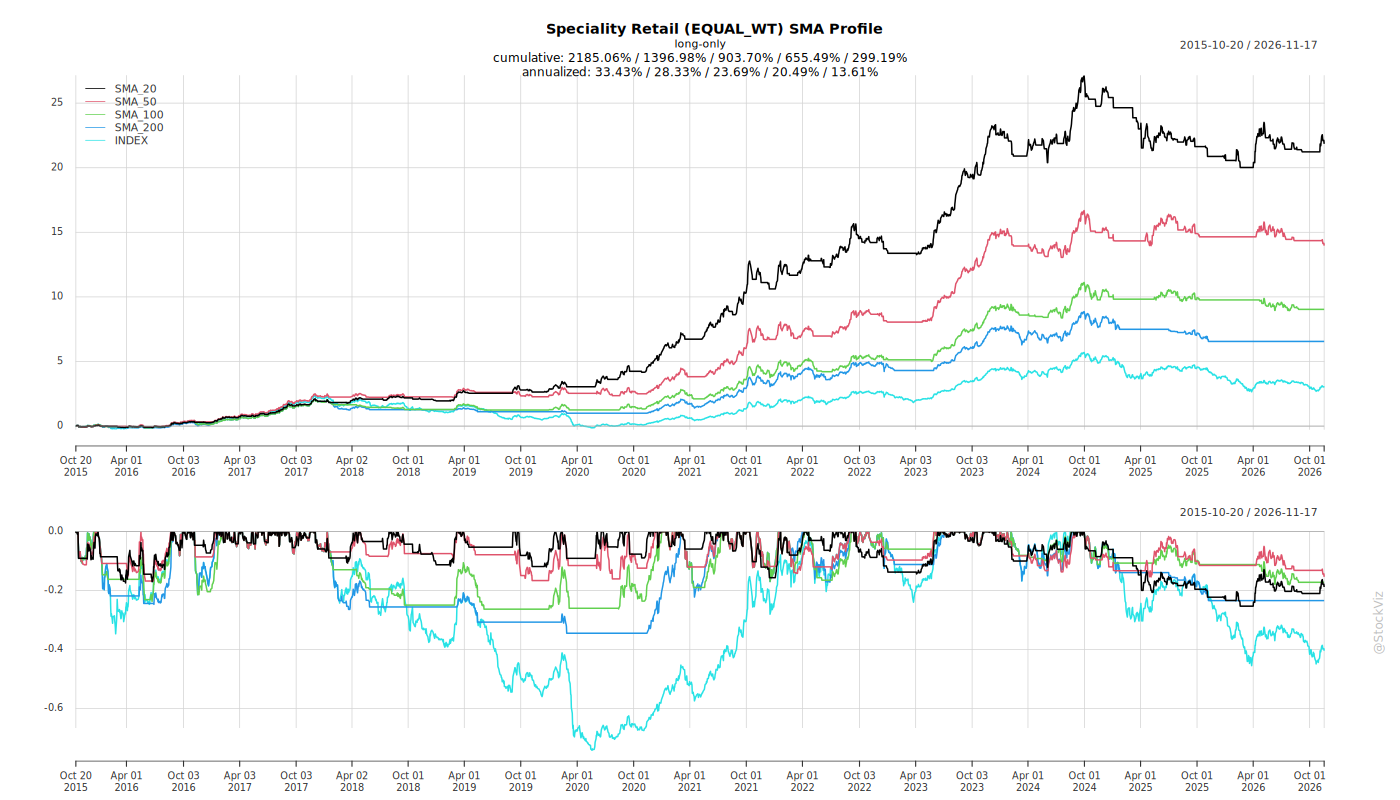 Speciality Retail (EQUAL_WT) SMA Profile
long-only
cumulative: 2185.06% / 1396.98% / 903.70% / 655.49% / 299.19%
annualized: 33.43% / 28.33% / 23.69% / 20.49% / 13.61%
2015-10-20 / 2026-11-17
SMA_20
SMA_50
SMA_100
SMA_200
INDEX
25
20
15
10
5
0
Oct 20 Apr 01 Oct 03 Apr 03 Oct 03 Apr 02 Oct 01 Apr 01 Oct 01 Apr 01 Oct 01 Apr 01 Oct 01 Apr 01 Oct 03 Apr 03 Oct 03 Apr 01 Oct 01 Apr 01 Oct 01 Apr 01 Oct 01
2015 2016 2016 2017 2017 2018 2018 2019 2019 2020 2020 2021 2021 2022 2022 2023 2023 2024 2024 2025 2025 2026 2026
2015-10-20 / 2026-11-17
0.0
-0.2
-0.4
-0.6
Oct 20 Apr 01 Oct 03 Apr 03 Oct 03 Apr 02 Oct 01 Apr 01 Oct 01 Apr 01 Oct 01 Apr 01 Oct 01 Apr 01 Oct 03 Apr 03 Oct 03 Apr 01 Oct 01 Apr 01 Oct 01 Apr 01 Oct 01
2015 2016 2016 2017 2017 2018 2018 2019 2019 2020 2020 2021 2021 2022 2022 2023 2023 2024 2024 2025 2025 2026 2026
@StockViz